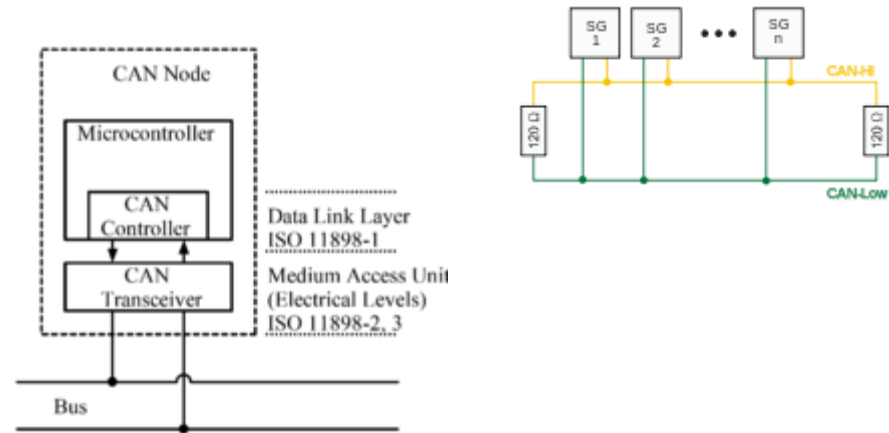 CAN Node
Microcontroller
CAN
Controller
CAN
Transceiver
Data Link Layer
ISO 11898-1
Medium Access Unit
(Electrical Levels)
ISO 11898-2, 3
Bus
SG
1
SG
2
SG
n
CAN-HI
120 Ω
120 Ω
CAN-Low